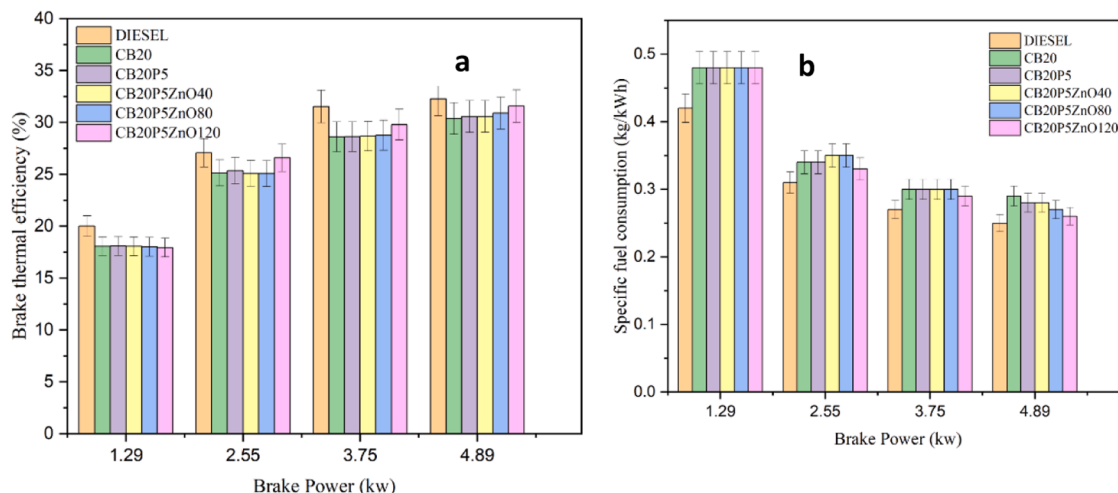 a
DIESEL
CB20
CB20P5
CB20P5ZnO40
CB20P5ZnO80
CB20P5ZnO120
Brake thermal efficiency (%)
40
35
30
25
20
15
10
5
0
1.29 2.55 3.75 4.89
Brake Power (kw)
b
DIESEL
CB20
CB20P5
CB20P5ZnO40
CB20P5ZnO80
CB20P5ZnO120
Specific fuel consumption (kg/kWh)
0.5
0.4
0.3
0.2
0.1
0.0
1.29 2.55 3.75 4.89
Brake Power (kw)